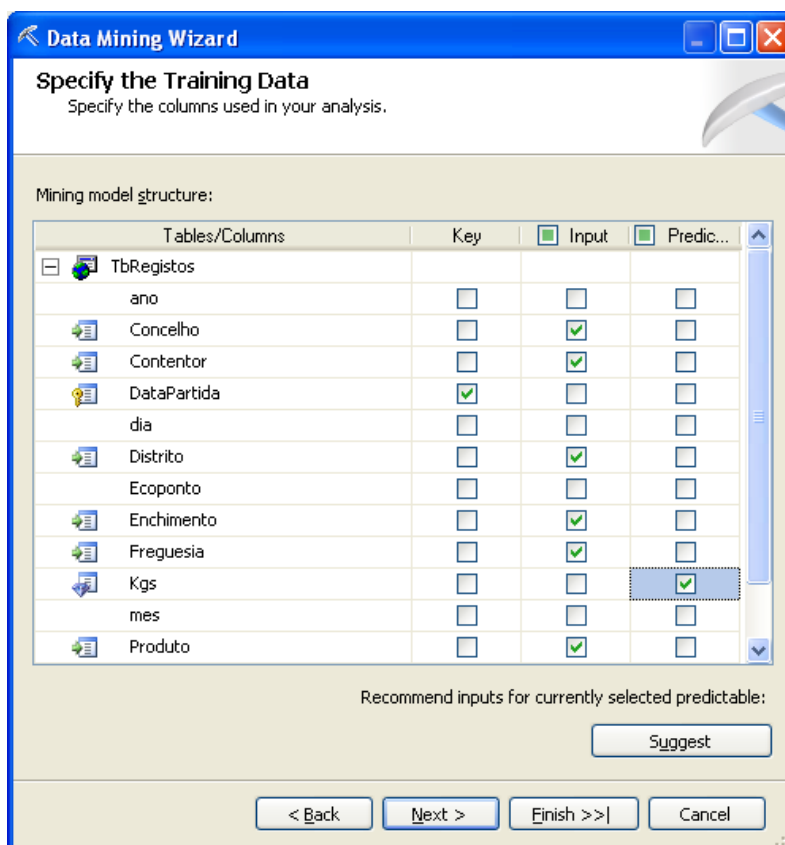 Data Mining Wizard
Specify the Training Data
Specify the columns used in your analysis.
Mining model structure:
Tables/Columns Key Input Predic...
TbRegistos
ano
Concelho
Contentor
DataPartida
dia
Distrito
Ecoponto
Enchimento
Freguesia
Kgs
mes
Produto
Recommend inputs for currently selected predictable:
Suggest
< Back Next > Finish >>| Cancel